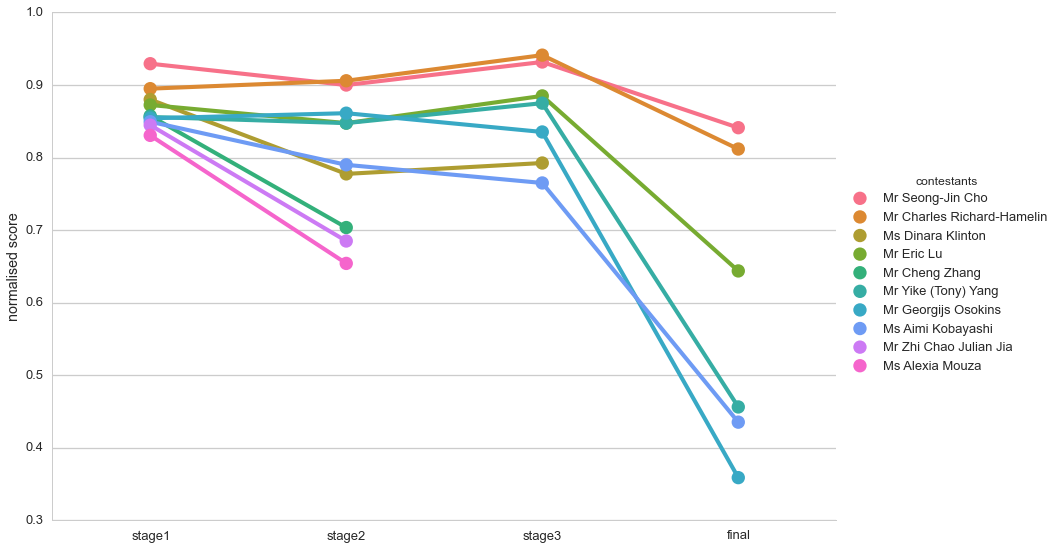 1.0
0.9
0.8
0.7
0.6
0.5
0.4
0.3
normalised score
stage1
stage2
stage3
final
contestants
Mr Seong-Jin Cho
Mr Charles Richard-Hamelin
Ms Dinara Klinton
Mr Eric Lu
Mr Cheng Zhang
Mr Yike (Tony) Yang
Mr Georgijs Osokins
Ms Aimi Kobayashi
Mr Zhi Chao Julian Jia
Ms Alexia Mouza